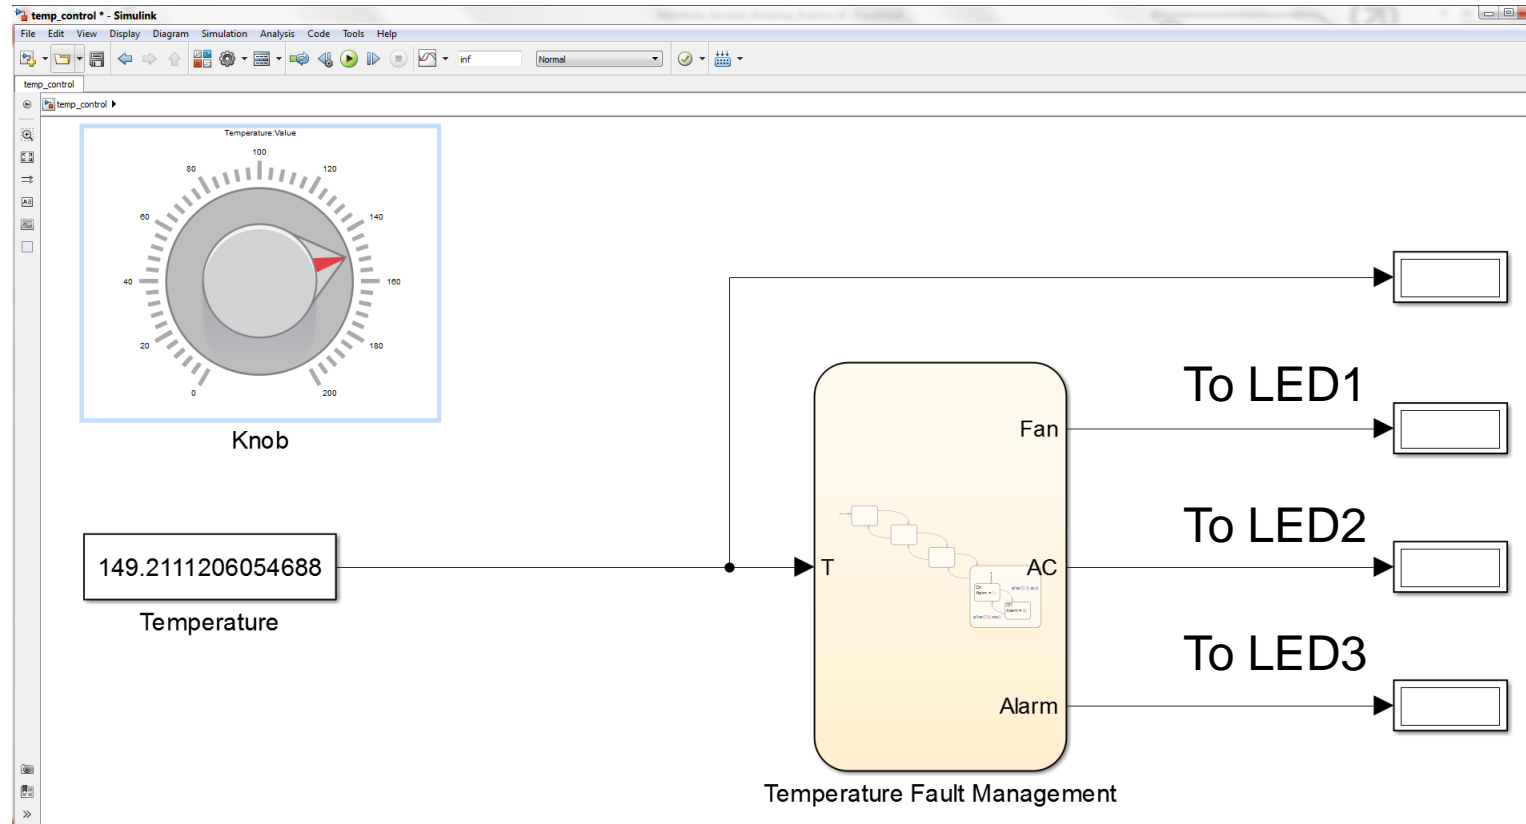 temp_control * - Simulink
File Edit View Display Diagram Simulation Analysis Code Tools Help
inf Normal
temp_control
temp_control
Temperature:Value
100
80 120
60 140
40 160
20 180
0 200
Knob
To LED1
Fan
149.2111206054688
T
To LED2
AC
Temperature
To LED3
Alarm
Temperature Fault Management